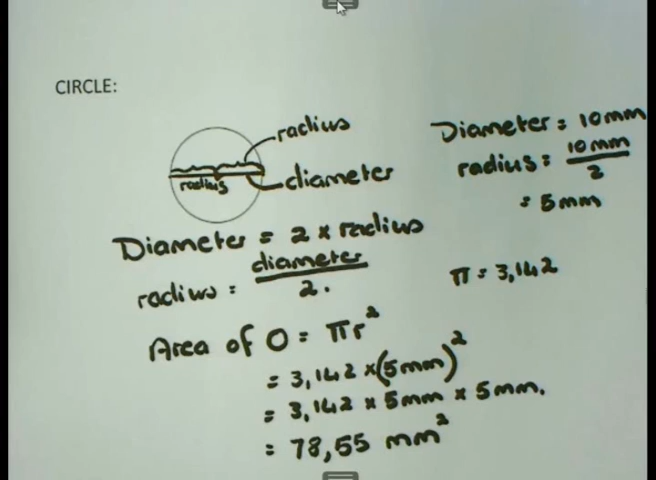 CIRCLE:
radius
radius
diameter
Diameter = 2 x radius
radius = diameter
2.
Area of O = πr²
= 3,142 x (5mm)²
= 3,142 x 5mm x 5mm.
= 78,55 mm²
Diameter = 10mm
radius = 10mm
2
= 5mm
π = 3,142